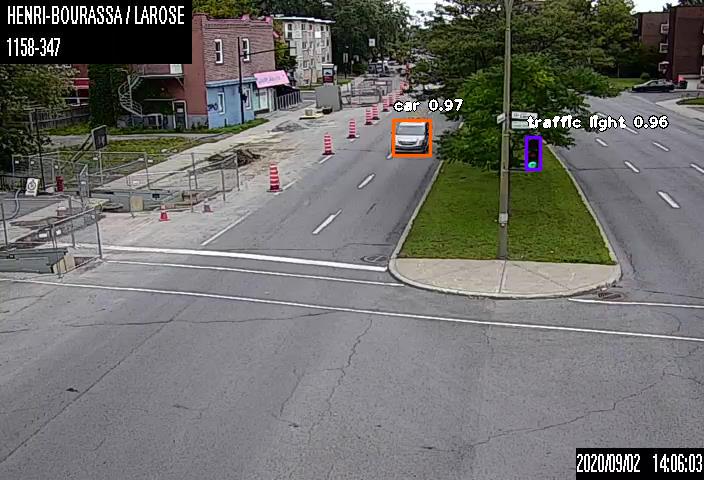 HENRI-BOURASSA / LAROSE
1158-347
car 0.97
traffic light 0.96
2020/09/02 14:06:03